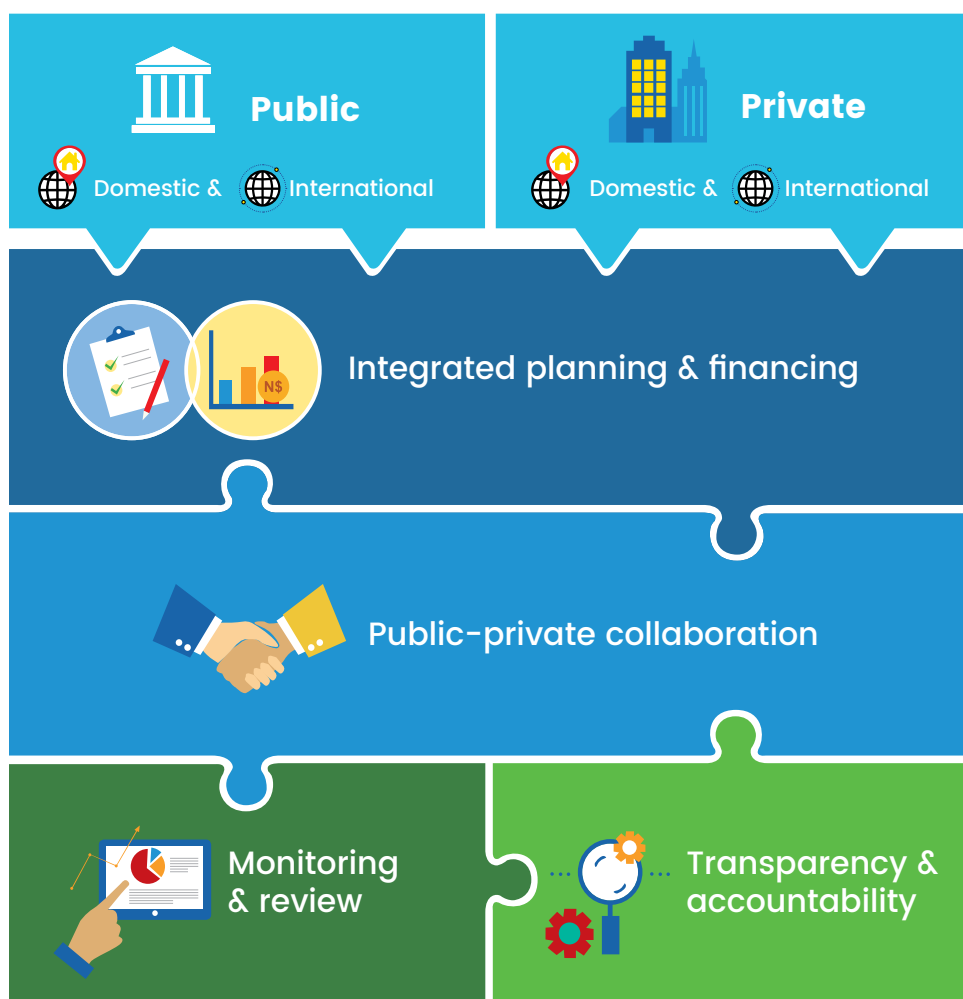 Public
Domestic & International
Private
Domestic & International
Integrated planning & financing
N$
Public-private collaboration
Monitoring
& review
Transparency &
accountability